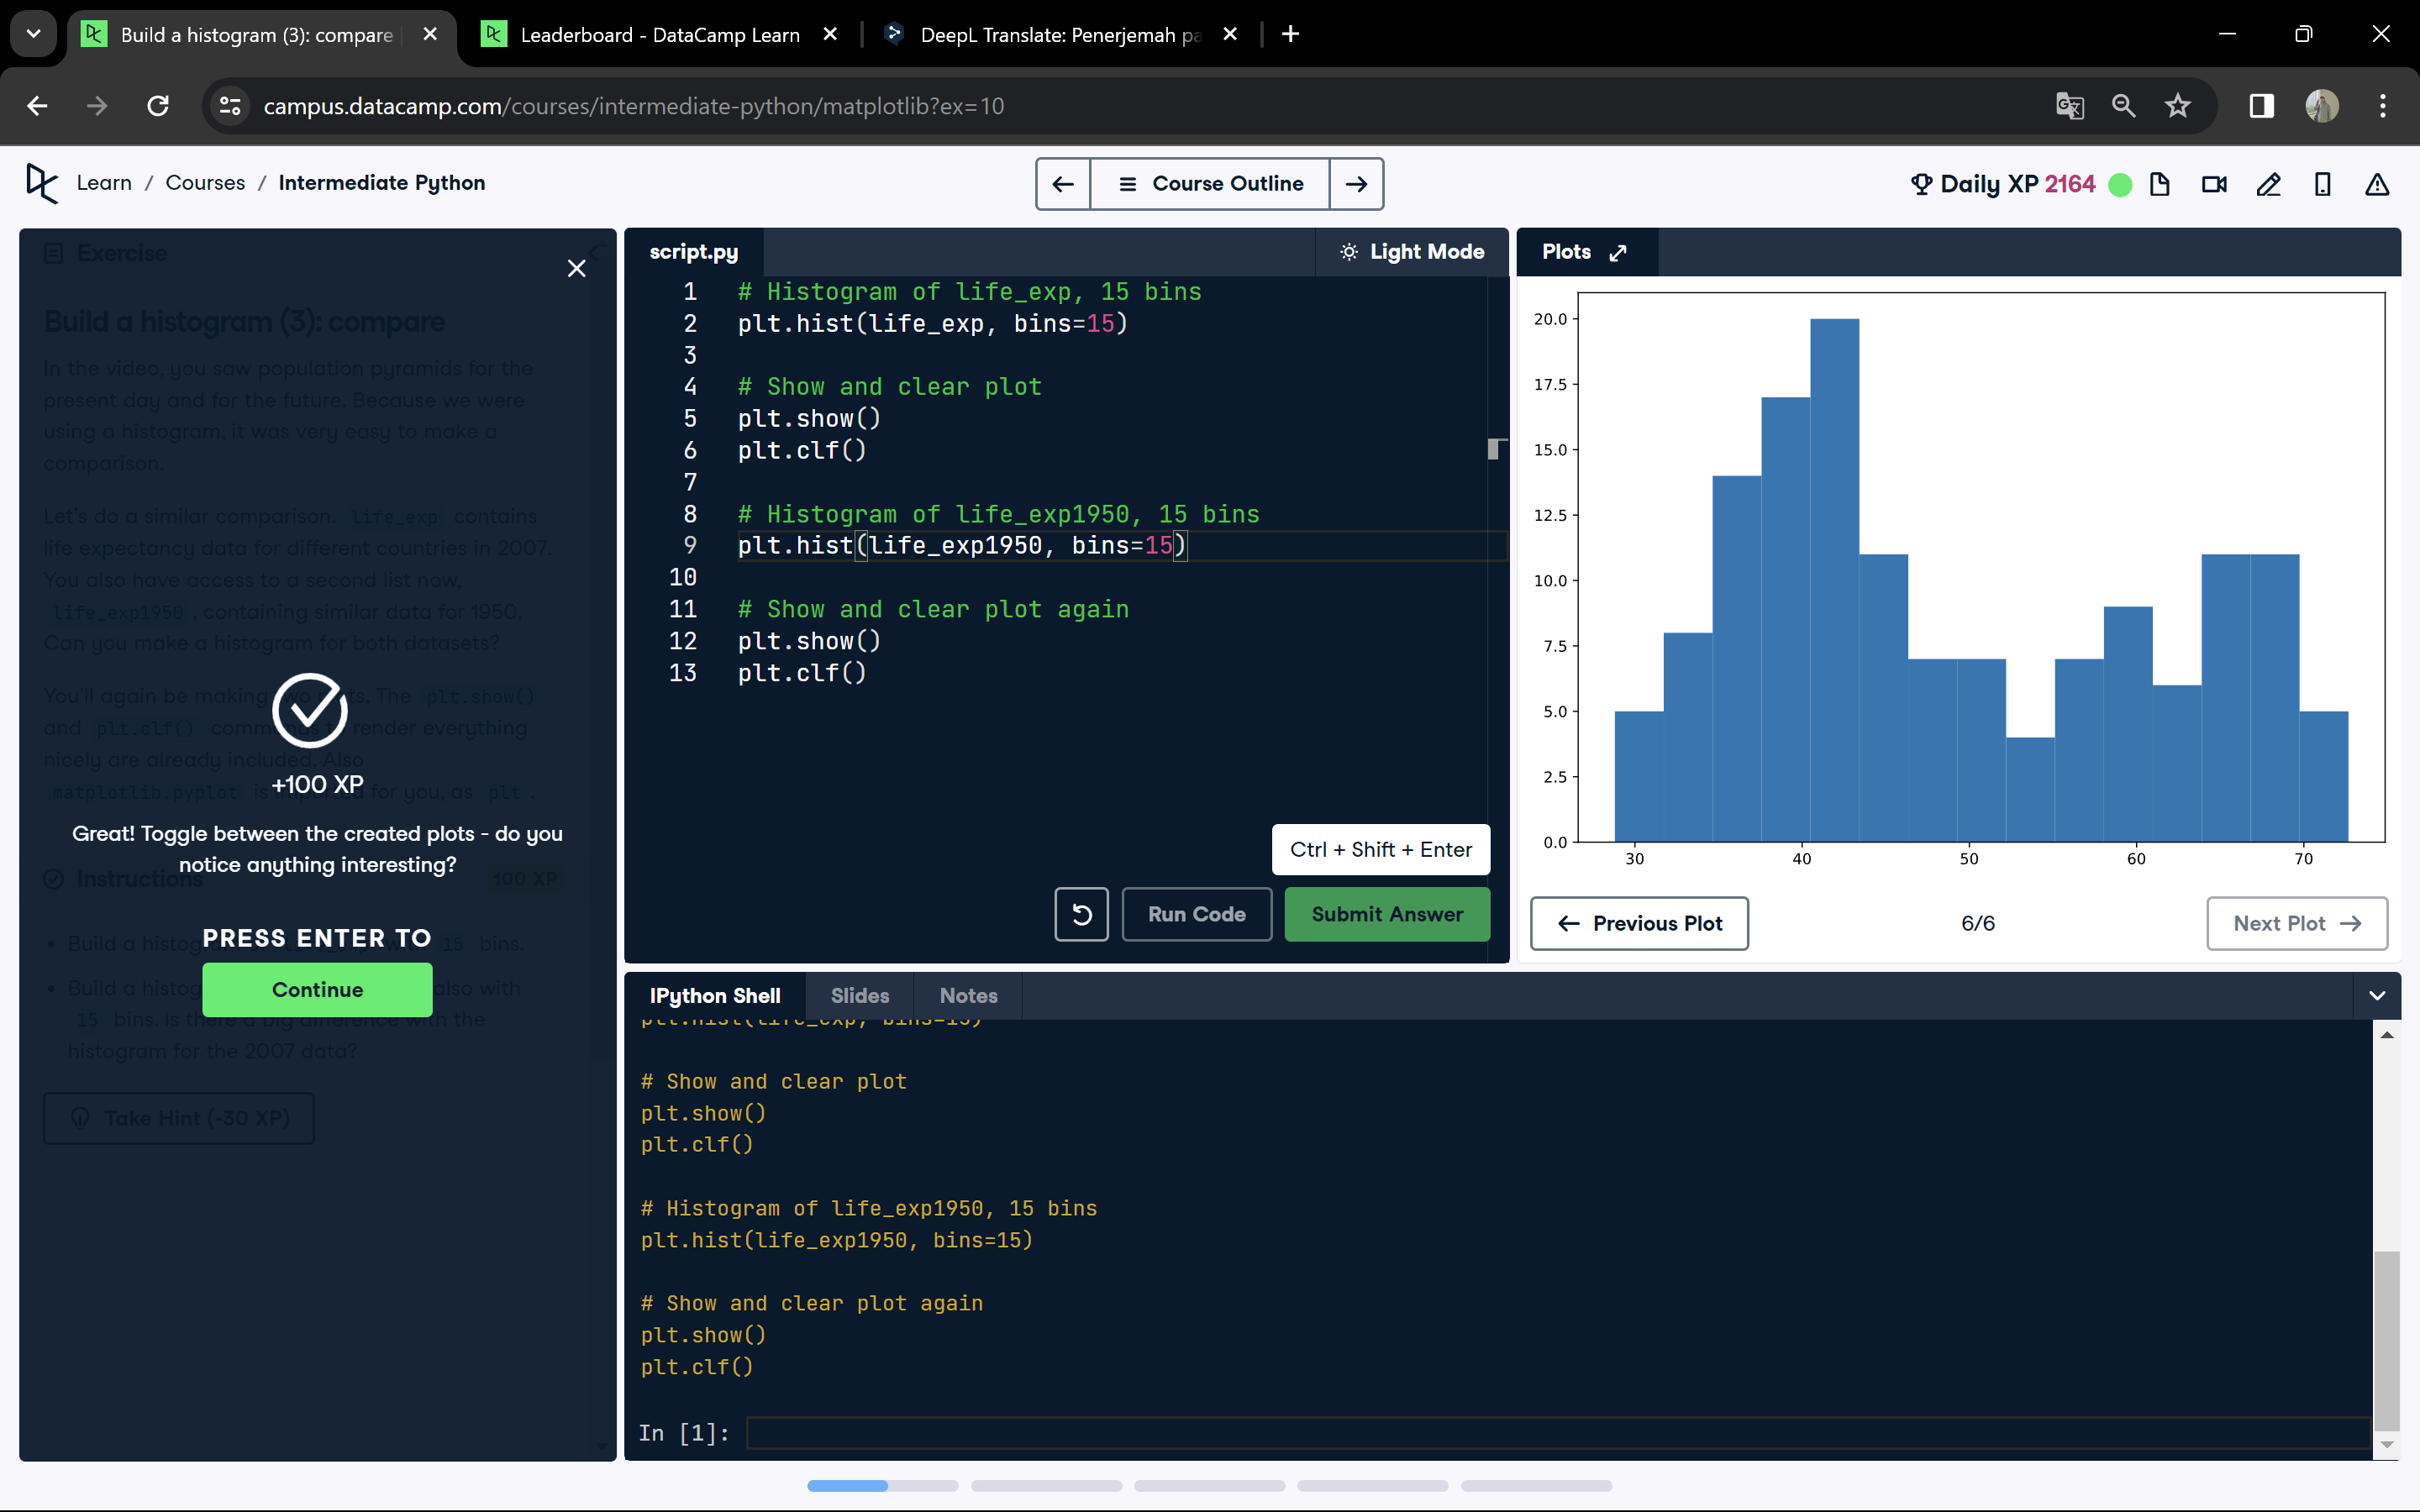 Build a histogram (3): compare
Leaderboard - DataCamp Learn
DeepL Translate: Penerjemah pa
campus.datacamp.com/courses/intermediate-python/matplotlib?ex=10
Learn / Courses / Intermediate Python
Course Outline
Daily XP 2164
Exercise
Build a histogram (3): compare
In the video, you saw population pyramids for the
present day and for the future. Because we were
using a histogram, it was very easy to make a
comparison.
Let's do a similar comparison. life_exp contains
life expectancy data for different countries in 2007.
You also have access to a second list now,
life_exp1950, containing similar data for 1950.
Can you make a histogram for both datasets?
You'll again be making two plots. The plt.show()
and plt.clf() commands to render everything
nicely are already included. Also
matplotlib.pyplot is imported for you, as plt.
+100 XP
Great! Toggle between the created plots - do you
notice anything interesting?
Instructions
100 XP
PRESS ENTER TO
Build a histog
15 bins.
Continue
Build a histog
also with
15 bins. Is there a big difference with the
histogram for the 2007 data?
Take Hint (-30 XP)
script.py
Light Mode
1 # Histogram of life_exp, 15 bins
2 plt.hist(life_exp, bins=15)
3
4 # Show and clear plot
5 plt.show()
6 plt.clf()
7
8 # Histogram of life_exp1950, 15 bins
9 plt.hist(life_exp1950, bins=15)
10
11 # Show and clear plot again
12 plt.show()
13 plt.clf()
Ctrl + Shift + Enter
Run Code
Submit Answer
Plots
20.0
17.5
15.0
12.5
10.0
7.5
5.0
2.5
0.0
30 40 50 60 70
Previous Plot
6/6
Next Plot
IPython Shell
Slides
Notes
plt.hist(life_exp, bins=15)
# Show and clear plot
plt.show()
plt.clf()
# Histogram of life_exp1950, 15 bins
plt.hist(life_exp1950, bins=15)
# Show and clear plot again
plt.show()
plt.clf()
In [1]: